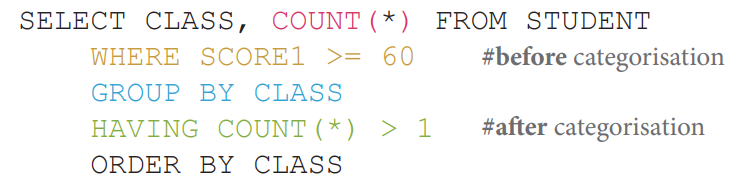 SELECT CLASS, COUNT(*) FROM STUDENT
WHERE SCORE1 >= 60 #before categorisation
GROUP BY CLASS
HAVING COUNT(*) > 1 #after categorisation
ORDER BY CLASS